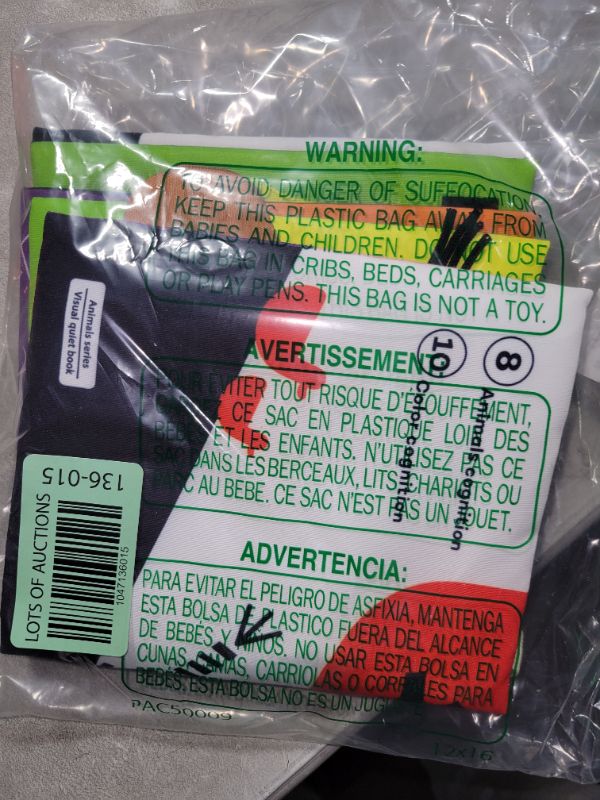 WARNING:
TO AVOID DANGER OF SUFFOCATION,
KEEP THIS PLASTIC BAG AWAY FROM
BABIES AND CHILDREN. DO NOT USE
THIS BAG IN CRIBS, BEDS, CARRIAGES
OR PLAY PENS. THIS BAG IS NOT A TOY.
AVERTISSEMENT:
POUR EVITER TOUT RISQUE D'ETOUFFEMENT,
CE SAC EN PLASTIQUE LOIN DES
BEBES ET LES ENFANTS. N'UTILISEZ PAS CE
SAC DANS LES BERCEAUX, LITS, CHARIOTS OU
PARC AU BEBE. CE SAC N'EST PAS UN JOUET.
ADVERTENCIA:
PARA EVITAR EL PELIGRO DE ASFIXIA, MANTENGA
ESTA BOLSA DE PLASTICO FUERA DEL ALCANCE
DE BEBÉS Y NIÑOS. NO USAR ESTA BOLSA EN
CUNAS, CAMAS, CARRIOLAS O CORRALES PARA
BEBÉS, ESTA BOLSA NO ES UN JUGUETE.
PAC50009
12x16
Animals series
Visual quiet book
8
Animals cognition
10
Color cognition
LOTS OF AUCTIONS
1047136015
136-015